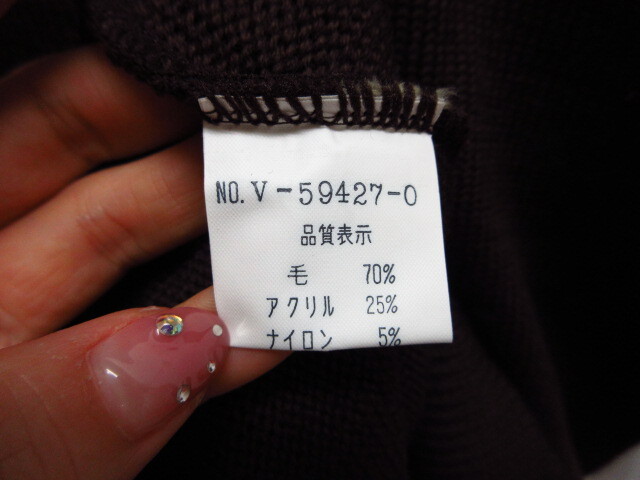 NO.V-59427-0
品質表示
毛 70%
アクリル 25%
ナイロン 5%